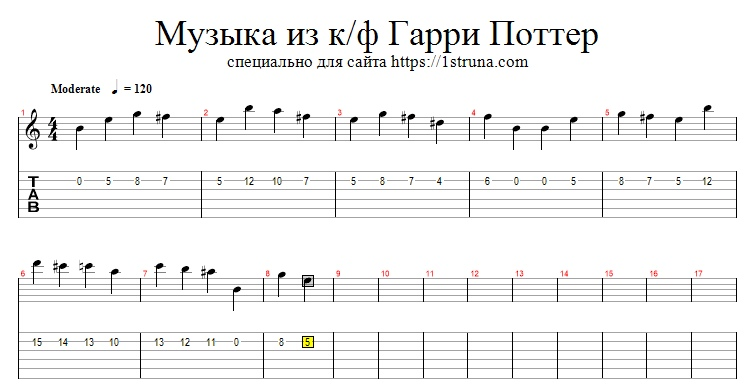 Музыка из к/ф Гарри Поттер
специально для сайта https://1struna.com
Moderate ♩ = 120
1 2 3 4 5
4
4
T
A
B
0 5 8 7 5 12 10 7 5 8 7 4 6 0 0 5 8 7 5 12
6 7 8 9 10 11 12 13 14 15 16 17
15 14 13 10 13 12 11 0 8 5